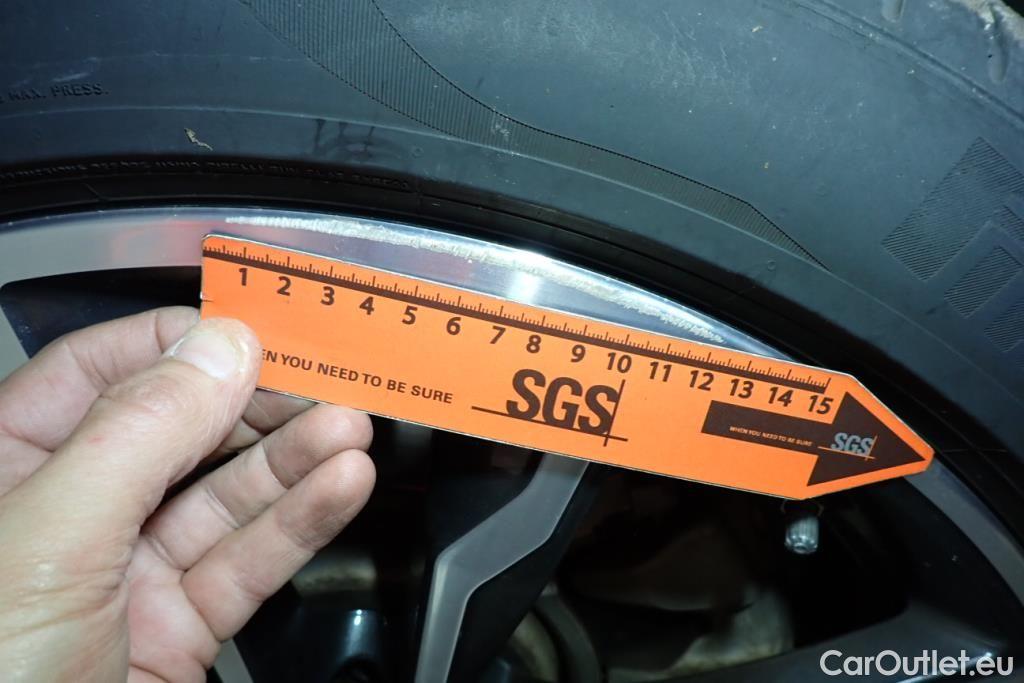 MAX. PRESS.
1 2 3 4 5 6 7 8 9 10 11 12 13 14 15
EN YOU NEED TO BE SURE
SGS
WHEN YOU NEED TO BE SURE SGS
CarOutlet.eu